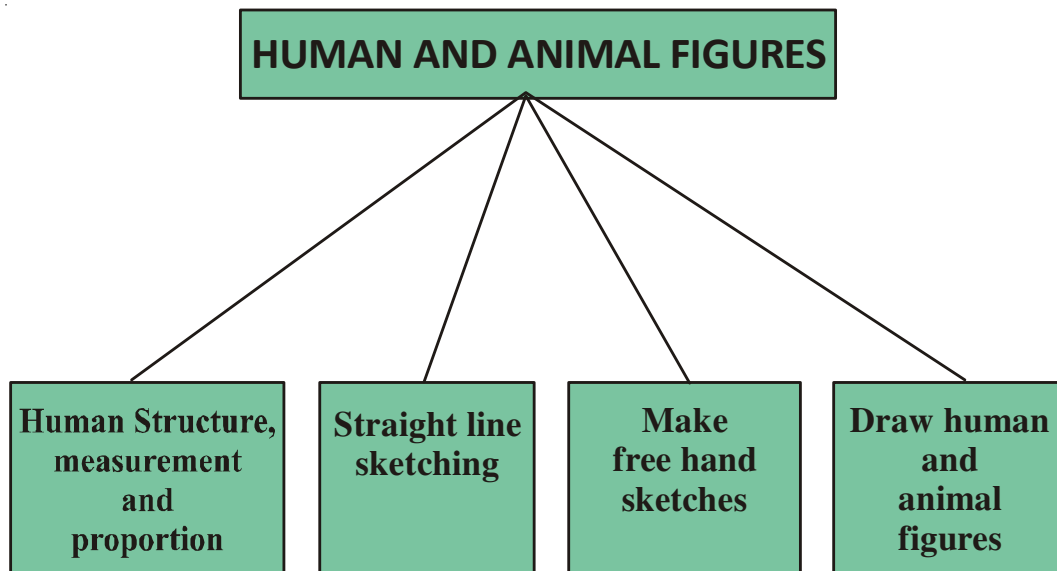 HUMAN AND ANIMAL FIGURES
Human Structure,
measurement
and
proportion
Straight line
sketching
Make
free hand
sketches
Draw human
and
animal
figures